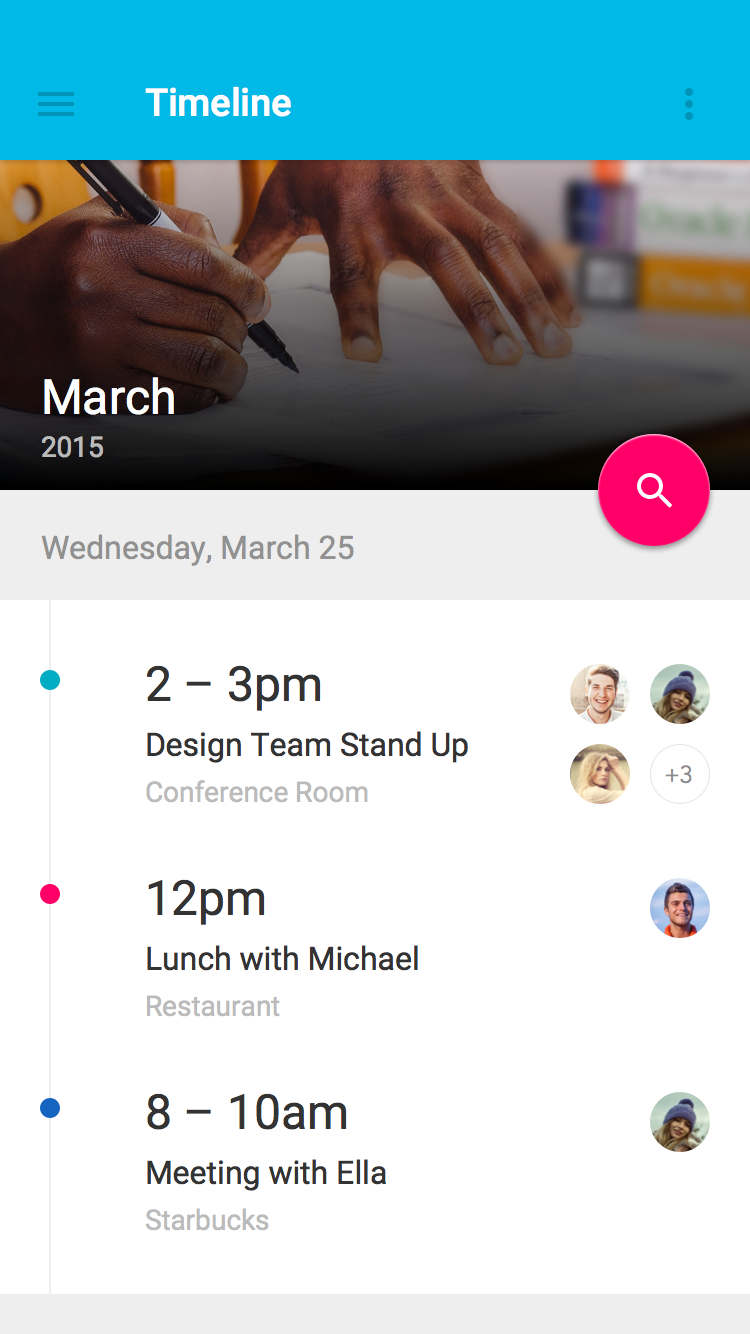 Timeline
March
2015
Wednesday, March 25
2 – 3pm
Design Team Stand Up
Conference Room
+3
12pm
Lunch with Michael
Restaurant
8 – 10am
Meeting with Ella
Starbucks